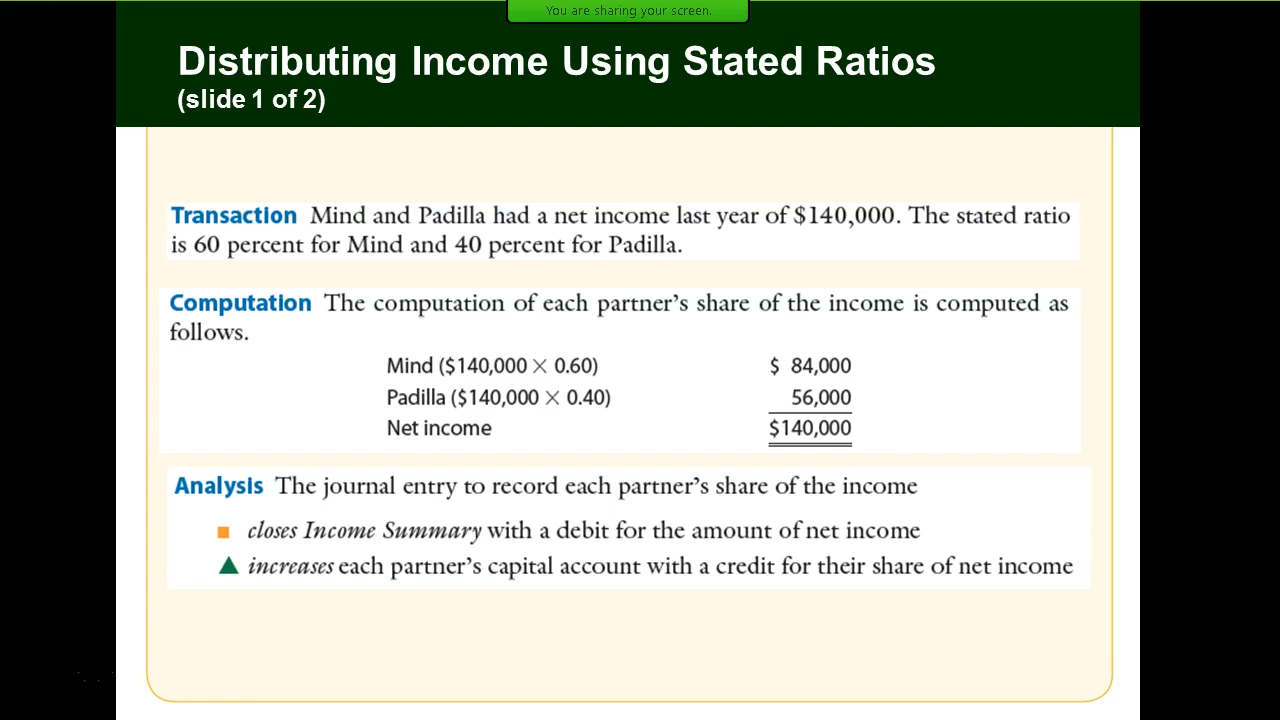 You are sharing your screen.
Distributing Income Using Stated Ratios
(slide 1 of 2)
Transaction Mind and Padilla had a net income last year of $140,000. The stated ratio
is 60 percent for Mind and 40 percent for Padilla.
Computation The computation of each partner's share of the income is computed as
follows.
Mind ($140,000 × 0.60) $ 84,000
Padilla ($140,000 × 0.40) 56,000
Net income $140,000
Analysis The journal entry to record each partner's share of the income
closes Income Summary with a debit for the amount of net income
increases each partner's capital account with a credit for their share of net income